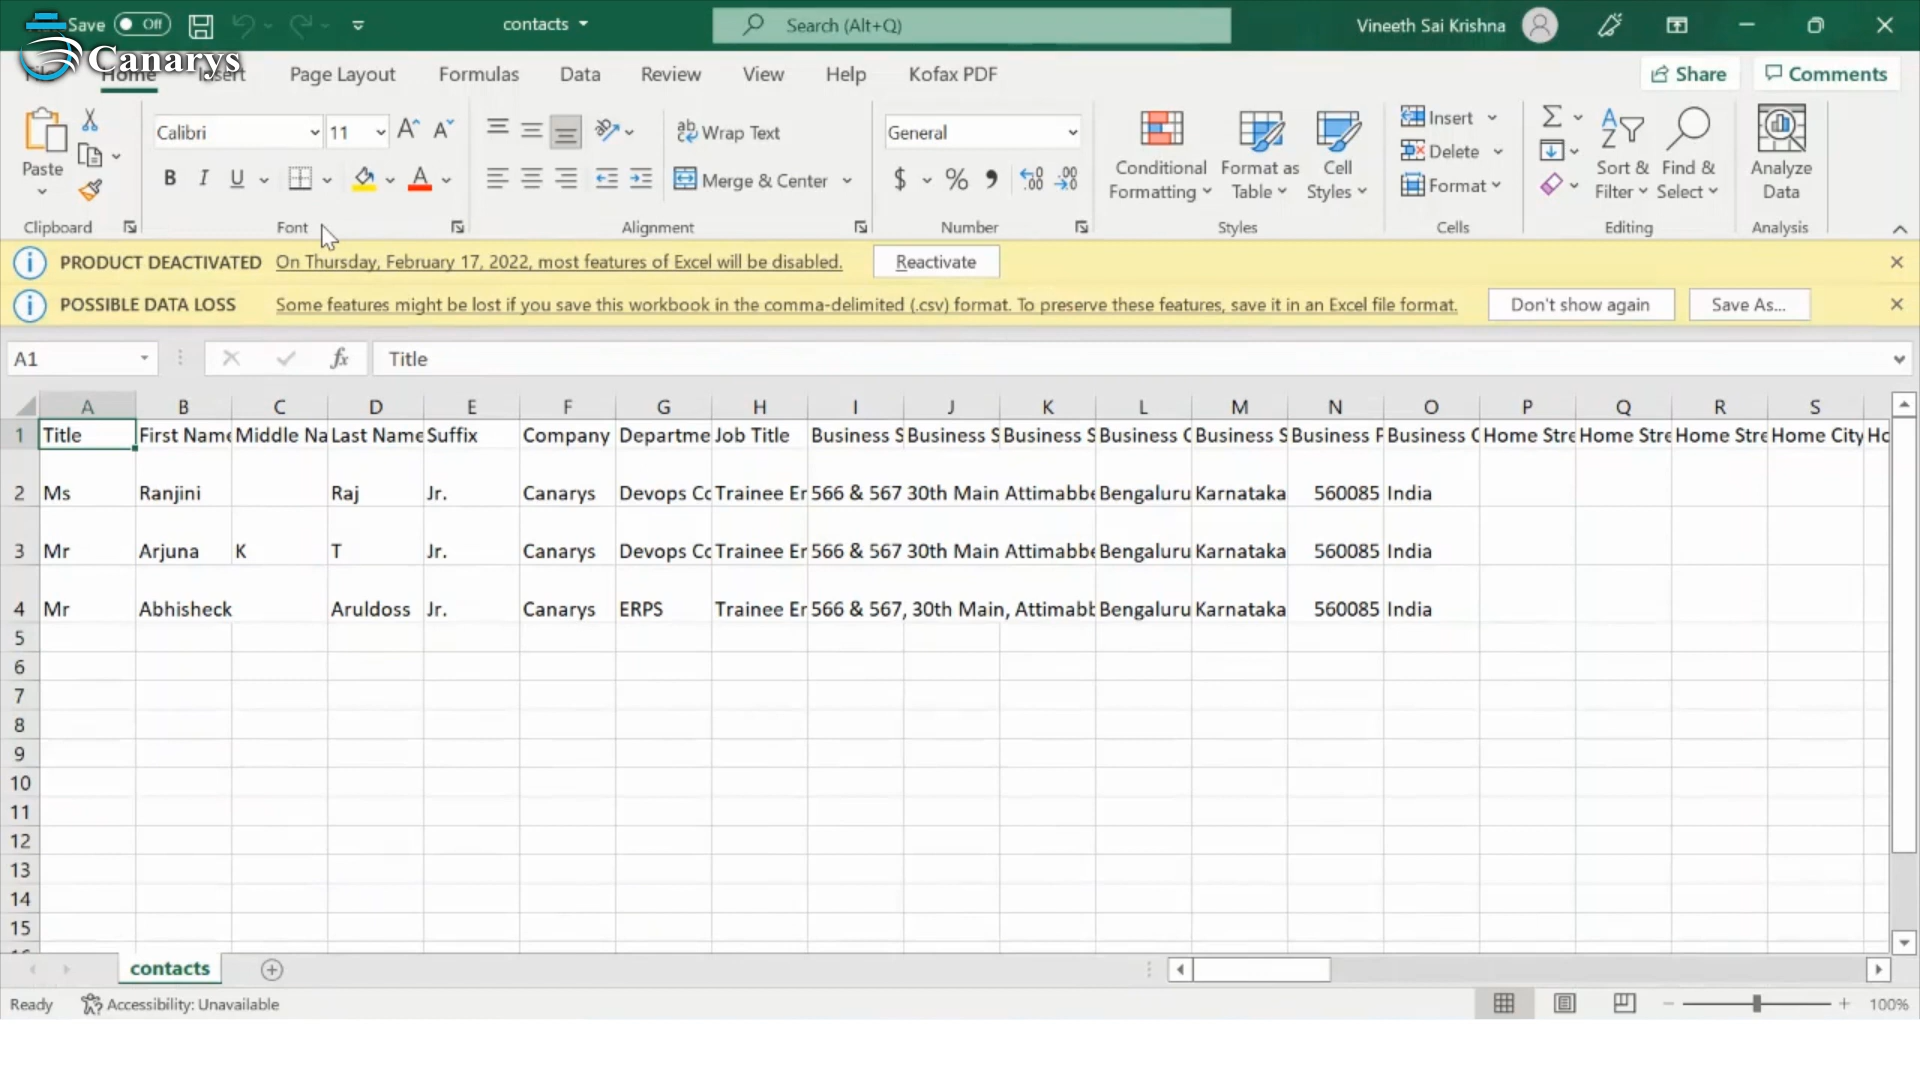 Save Off contacts Search (Alt+Q) Vineeth Sai Krishna
Canarys
Home Insert Page Layout Formulas Data Review View Help Kofax PDF Share Comments
Paste
Calibri 11
B I U
Wrap Text
Merge & Center
General
$ % ,
Conditional Formatting
Format as Table
Cell Styles
Insert
Delete
Format
Sort & Filter
Find & Select
Analyze Data
Clipboard Font Alignment Number Styles Cells Editing Analysis
PRODUCT DEACTIVATED On Thursday, February 17, 2022, most features of Excel will be disabled. Reactivate
POSSIBLE DATA LOSS Some features might be lost if you save this workbook in the comma-delimited (.csv) format. To preserve these features, save it in an Excel file format. Don't show again Save As...
A1 fx Title
A B C D E F G H I J K L M N O P Q R S
1 Title First Name Middle Na Last Name Suffix Company Departme Job Title Business S Business S Business S Business C Business S Business P Business C Home Stre Home Stre Home Stre Home City Ho
2 Ms Ranjini Raj Jr. Canarys Devops Co Trainee Er 566 & 567 30th Main Attimabbe Bengaluru Karnataka 560085 India
3 Mr Arjuna K T Jr. Canarys Devops Co Trainee Er 566 & 567 30th Main Attimabbe Bengaluru Karnataka 560085 India
4 Mr Abhisheck Aruldoss Jr. Canarys ERPS Trainee Er 566 & 567, 30th Main, Attimabb Bengaluru Karnataka 560085 India
5
6
7
8
9
10
11
12
13
14
15
contacts
Ready Accessibility: Unavailable 100%